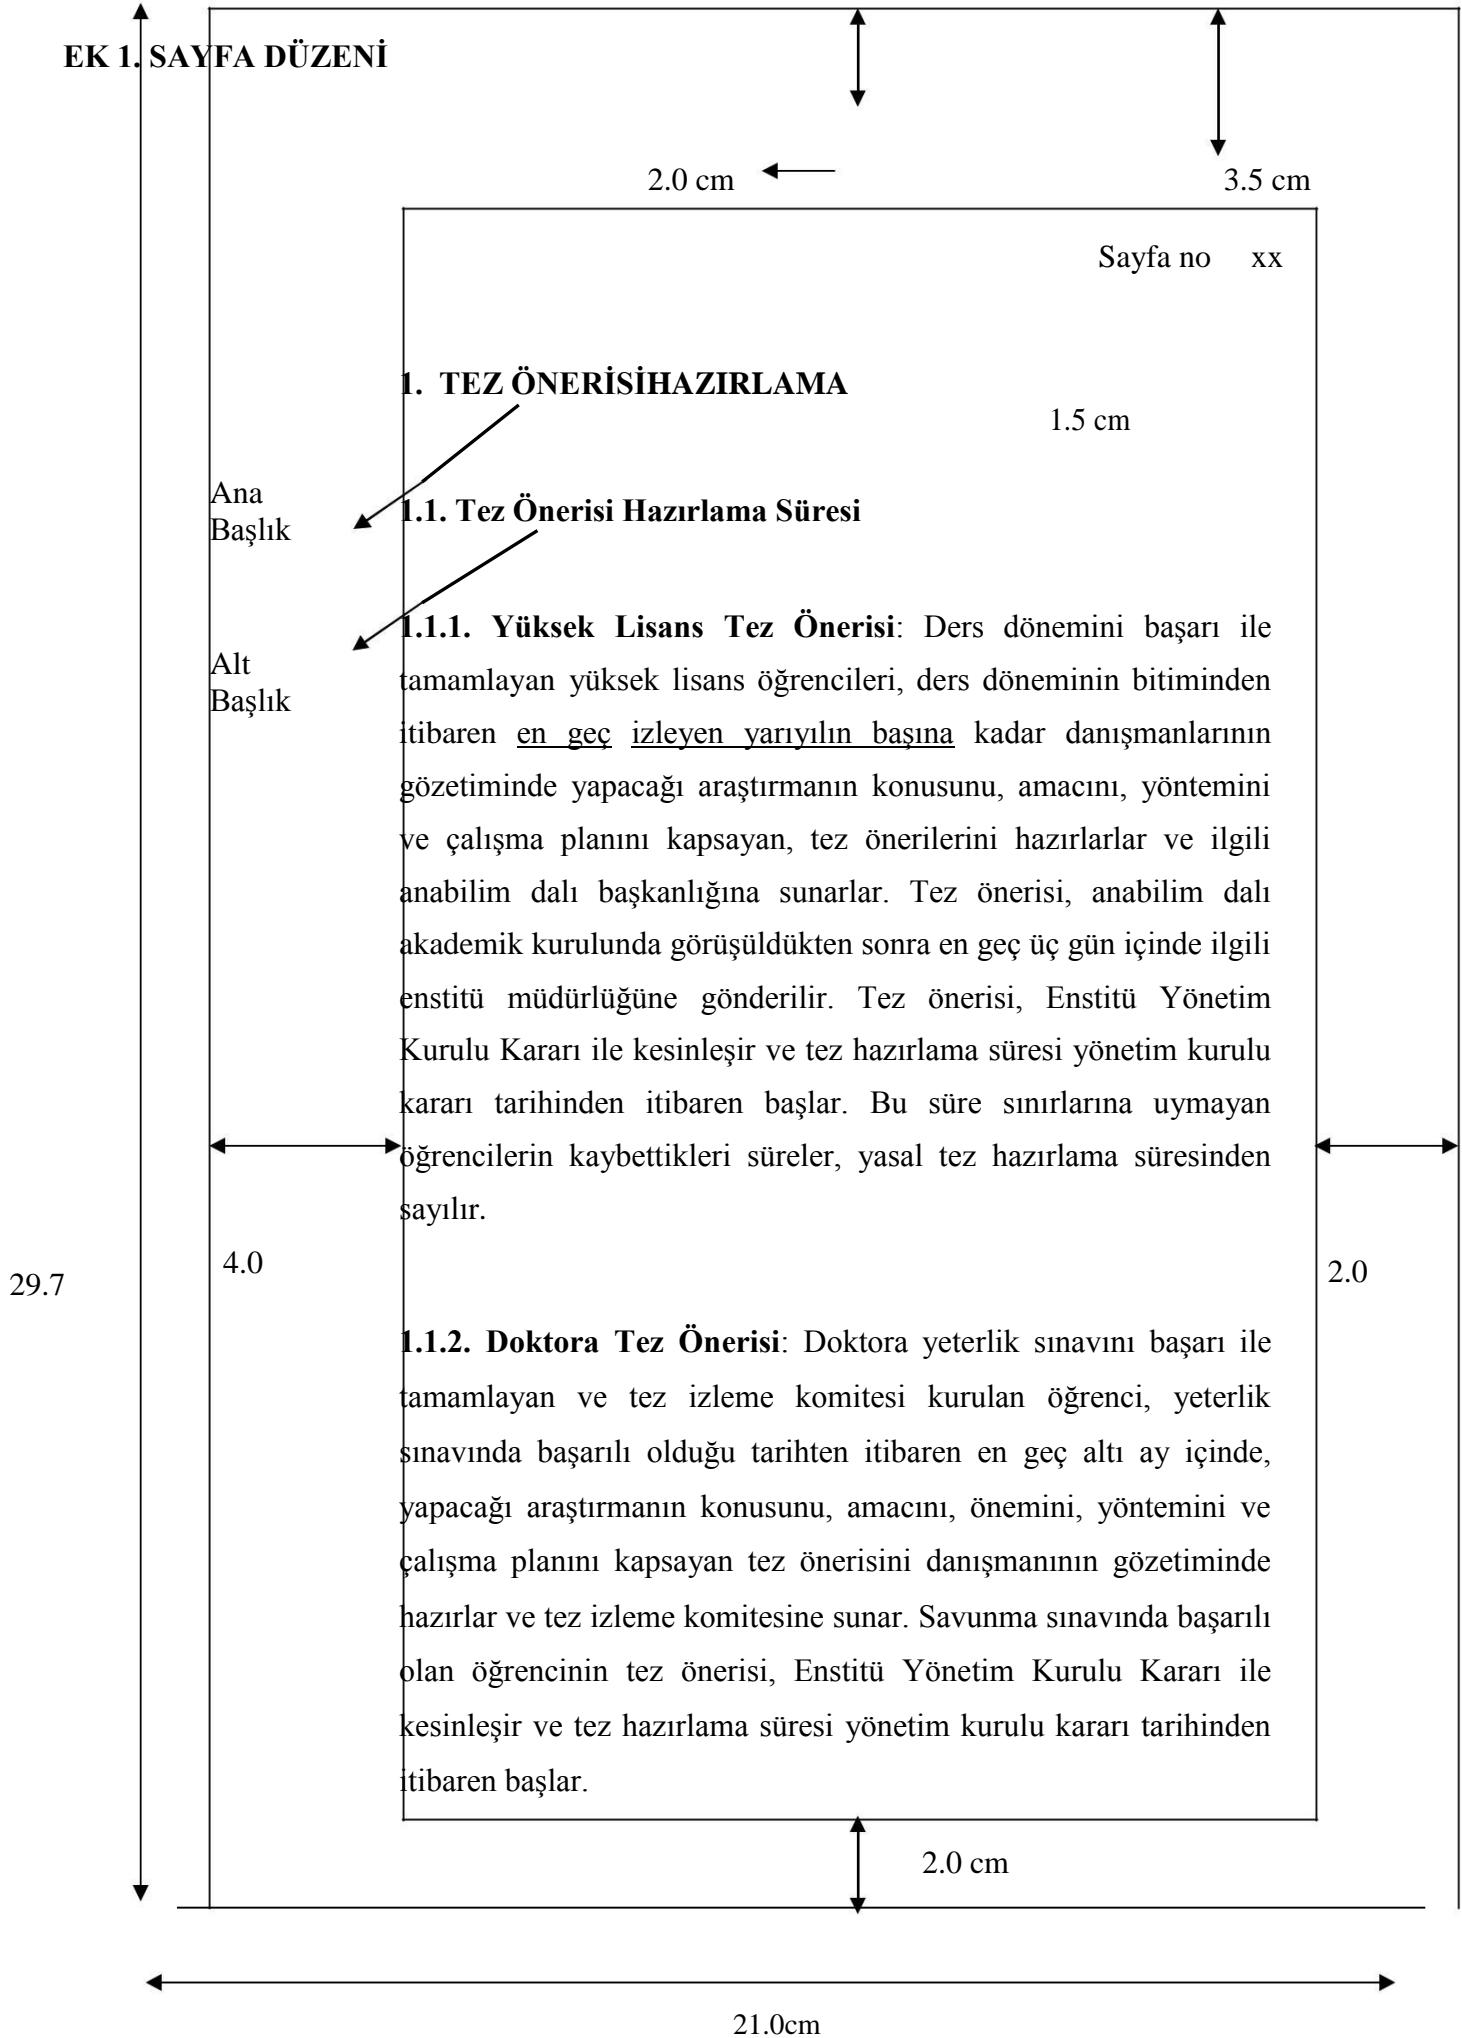 EK 1. SAYFA DÜZENİ
2.0 cm
3.5 cm
Sayfa no xx
1. TEZ ÖNERİSİHAZIRLAMA
1.5 cm
Ana
Başlık
1.1. Tez Önerisi Hazırlama Süresi
Alt
Başlık
1.1.1. Yüksek Lisans Tez Önerisi: Ders dönemini başarı ile
tamamlayan yüksek lisans öğrencileri, ders döneminin bitiminden
itibaren en geç izleyen yarıyılın başına kadar danışmanlarının
gözetiminde yapacağı araştırmanın konusunu, amacını, yöntemini
ve çalışma planını kapsayan, tez önerilerini hazırlarlar ve ilgili
anabilim dalı başkanlığına sunarlar. Tez önerisi, anabilim dalı
akademik kurulunda görüşüldükten sonra en geç üç gün içinde ilgili
enstitü müdürlüğüne gönderilir. Tez önerisi, Enstitü Yönetim
Kurulu Kararı ile kesinleşir ve tez hazırlama süresi yönetim kurulu
kararı tarihinden itibaren başlar. Bu süre sınırlarına uymayan
öğrencilerin kaybettikleri süreler, yasal tez hazırlama süresinden
sayılır.
4.0
2.0
29.7
1.1.2. Doktora Tez Önerisi: Doktora yeterlik sınavını başarı ile
tamamlayan ve tez izleme komitesi kurulan öğrenci, yeterlik
sınavında başarılı olduğu tarihten itibaren en geç altı ay içinde,
yapacağı araştırmanın konusunu, amacını, önemini, yöntemini ve
çalışma planını kapsayan tez önerisini danışmanının gözetiminde
hazırlar ve tez izleme komitesine sunar. Savunma sınavında başarılı
olan öğrencinin tez önerisi, Enstitü Yönetim Kurulu Kararı ile
kesinleşir ve tez hazırlama süresi yönetim kurulu kararı tarihinden
itibaren başlar.
2.0 cm
21.0cm